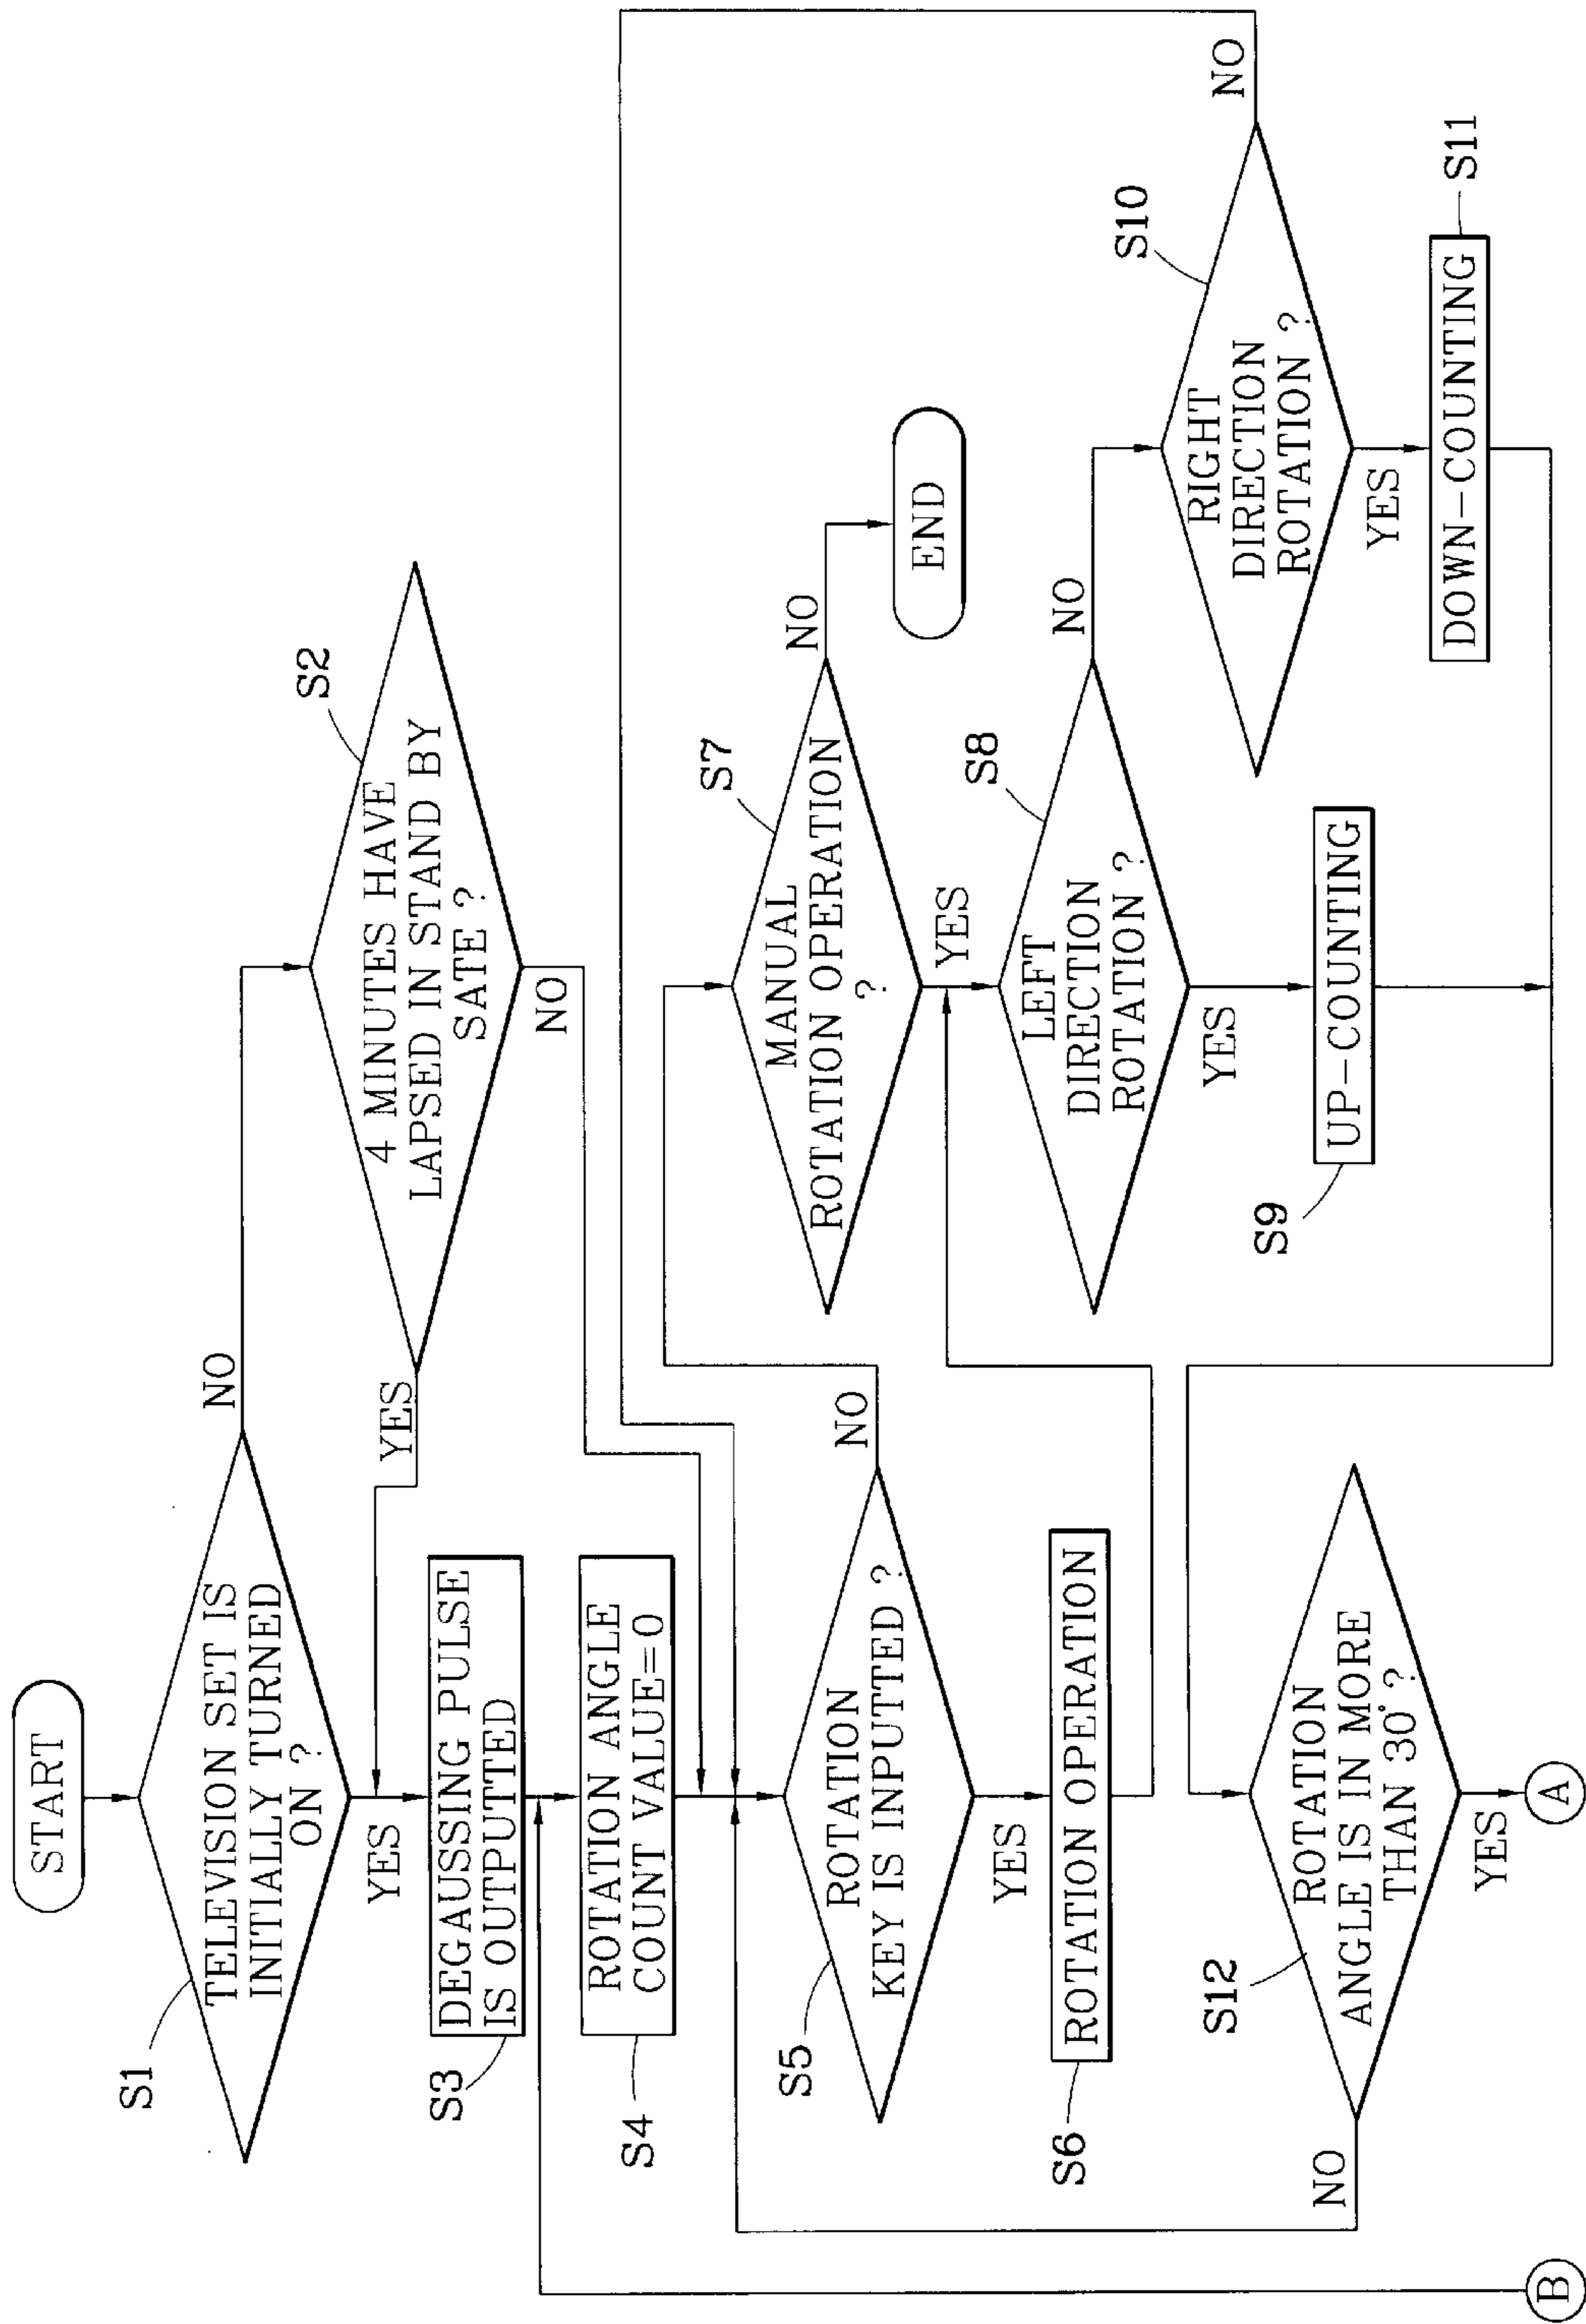 START
S1
TELEVISION SET IS
INITIALLY TURNED
ON ?
NO
YES
S2
4 MINUTES HAVE
LAPSED IN STAND BY
SATE ?
YES
NO
S3
DEGAUSSING PULSE
IS OUTPUTTED
S4
ROTATION ANGLE
COUNT VALUE=0
S5
ROTATION
KEY IS INPUTTED ?
NO
YES
S6
ROTATION OPERATION
S7
MANUAL
ROTATION OPERATION
?
NO
END
YES
S8
LEFT
DIRECTION
ROTATION ?
NO
YES
S9
UP-COUNTING
S10
RIGHT
DIRECTION
ROTATION ?
NO
YES
S11
DOWN-COUNTING
S12
ROTATION
ANGLE IS IN MORE
THAN 30° ?
NO
YES
A
B